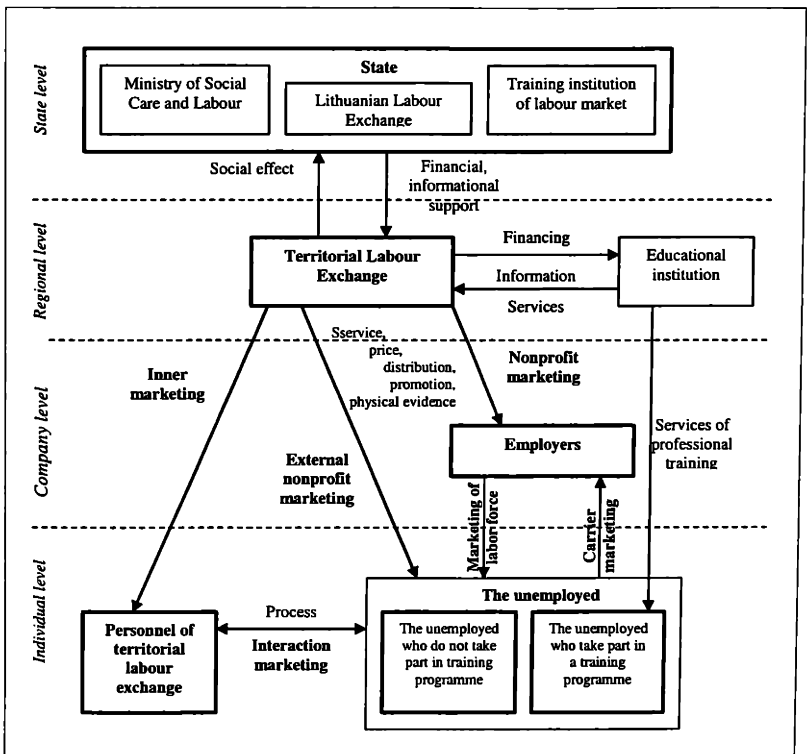 State level
State
Ministry of Social
Care and Labour
Lithuanian Labour
Exchange
Training institution
of labour market
Social effect
Financial,
informational
support
Regional level
Territorial Labour
Exchange
Financing
Information
Services
Educational
institution
Company level
Inner
marketing
Sservice,
price,
distribution,
promotion,
physical evidence
Nonprofit
marketing
Employers
Services of
professional
training
External
nonprofit
marketing
Marketing of
labor force
Carrier
marketing
Individual level
Personnel of
territorial
labour
exchange
Process
Interaction
marketing
The unemployed
The unemployed
who do not take
part in training
programme
The unemployed
who take part in
a training
programme